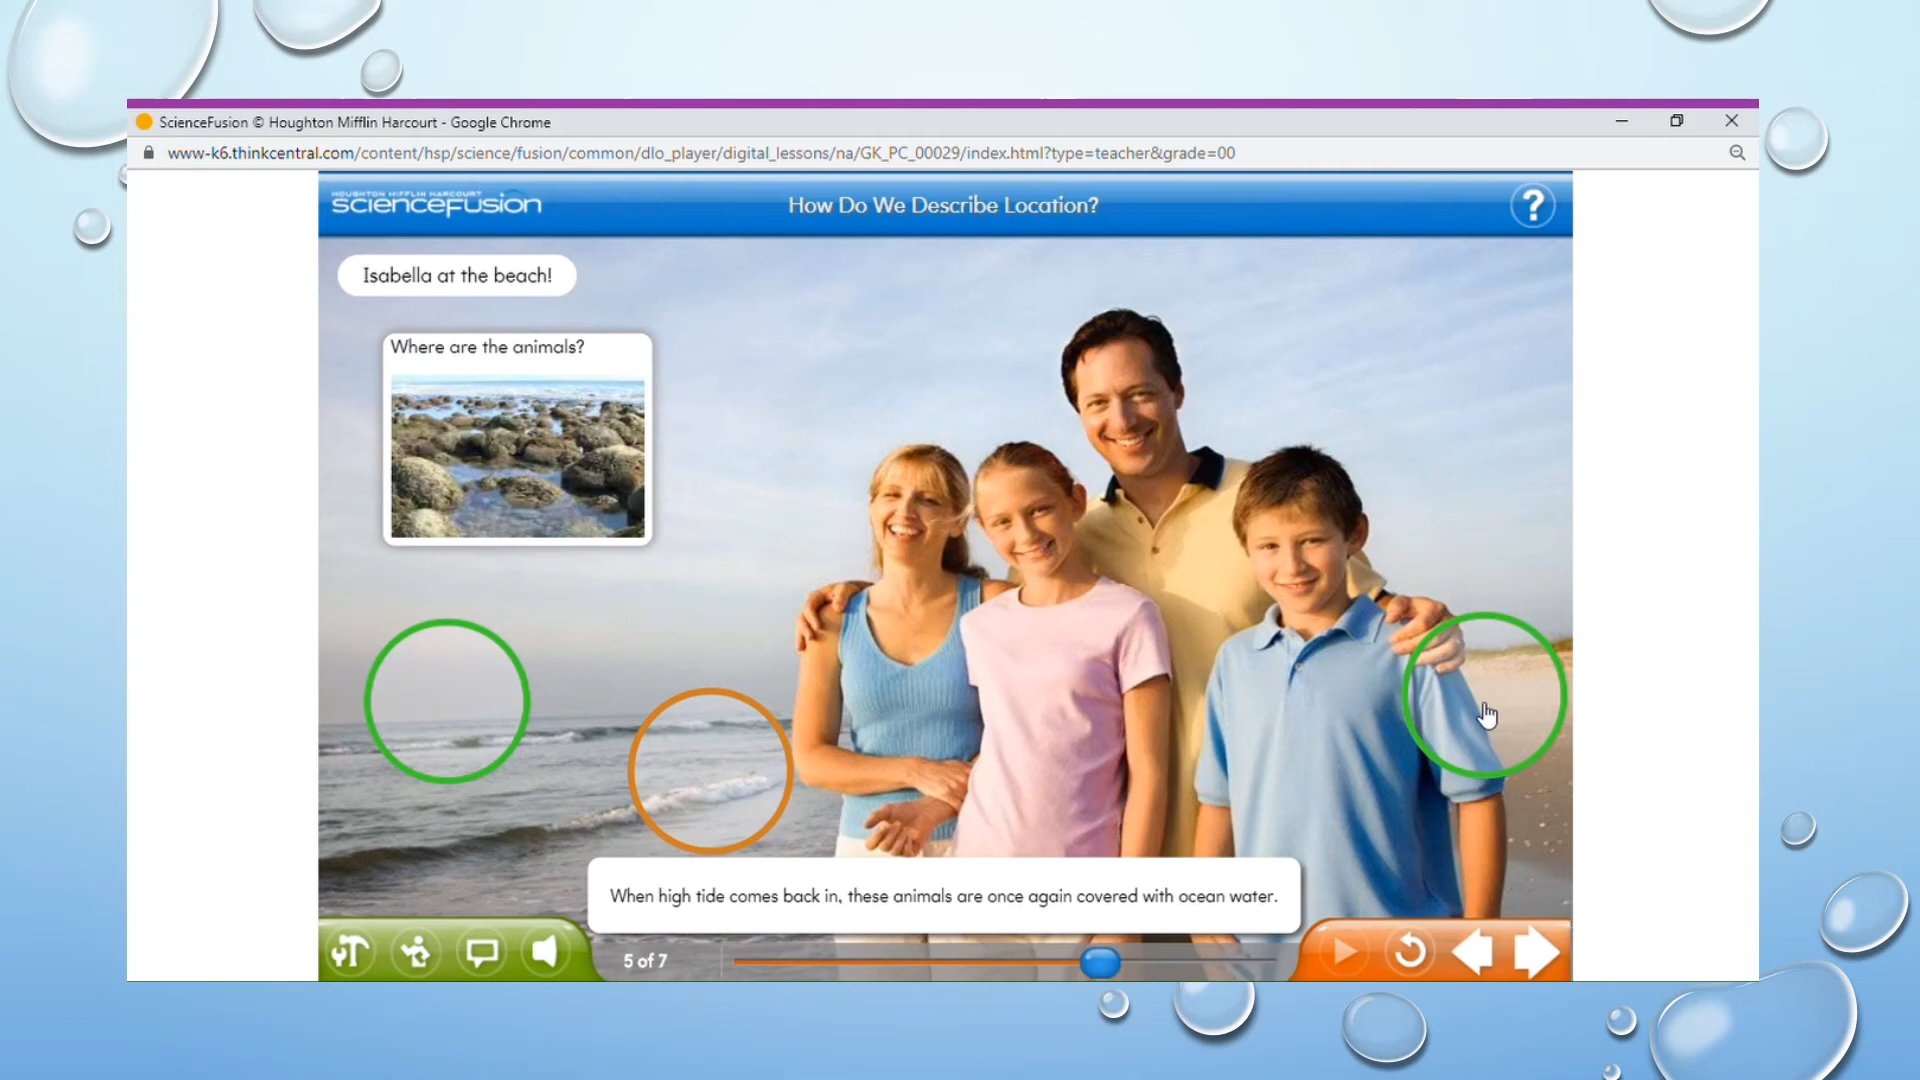 ScienceFusion © Houghton Mifflin Harcourt - Google Chrome
www-k6.thinkcentral.com/content/hsp/science/fusion/common/dlo_player/digital_lessons/na/GK_PC_00029/index.html?type=teacher&grade=00
HOUGHTON MIFFLIN HARCOURT
SCIENCEFUSION
How Do We Describe Location?
?
Isabella at the beach!
Where are the animals?
When high tide comes back in, these animals are once again covered with ocean water.
5 of 7